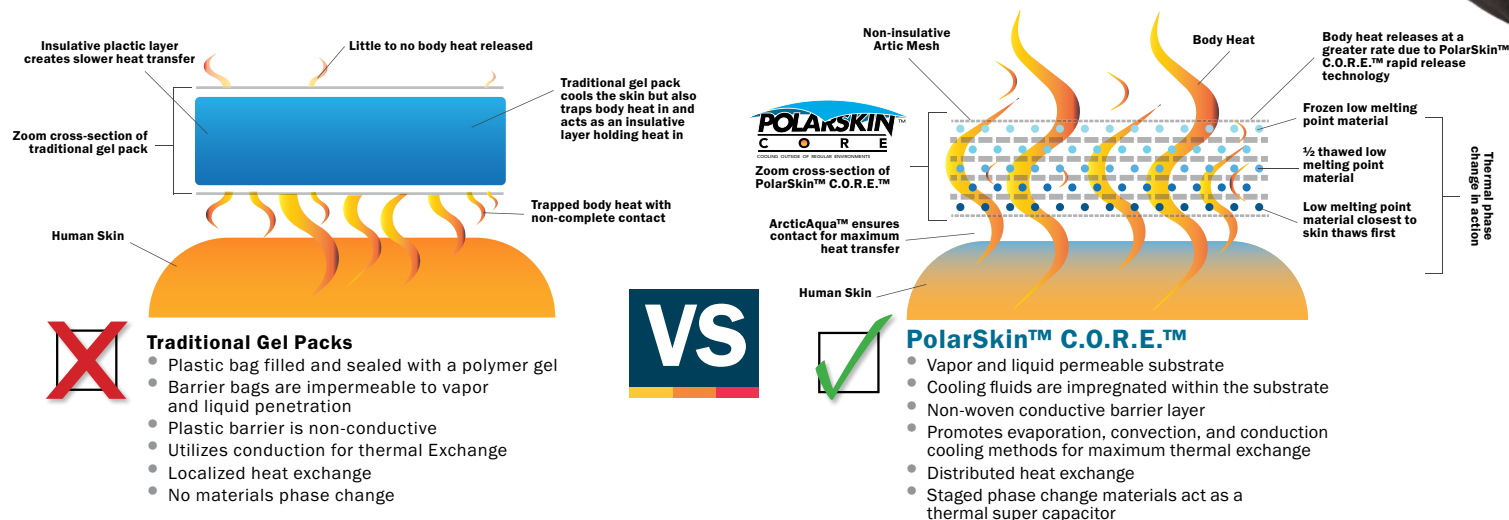 Insulative plactic layer
creates slower heat transfer
Little to no body heat released
Traditional gel pack
cools the skin but also
traps body heat in and
acts as an insulative
layer holding heat in
Zoom cross-section of
traditional gel pack
Trapped body heat with
non-complete contact
Human Skin
Traditional Gel Packs
Plastic bag filled and sealed with a polymer gel
Barrier bags are impermeable to vapor
and liquid penetration
Plastic barrier is non-conductive
Utilizes conduction for thermal Exchange
Localized heat exchange
No materials phase change
VS
Non-insulative
Artic Mesh
Body Heat
Body heat releases at a
greater rate due to PolarSkin™
C.O.R.E.™ rapid release
technology
POLARSKIN™
CORE
COOLING OUTSIDE OF REGULAR ENVIRONMENTS
Zoom cross-section of
PolarSkin™ C.O.R.E.™
Frozen low melting
point material
½ thawed low
melting point
material
Low melting point
material closest to
skin thaws first
Thermal phase
change in action
ArcticAqua™ ensures
contact for maximum
heat transfer
Human Skin
PolarSkin™ C.O.R.E.™
Vapor and liquid permeable substrate
Cooling fluids are impregnated within the substrate
Non-woven conductive barrier layer
Promotes evaporation, convection, and conduction
cooling methods for maximum thermal exchange
Distributed heat exchange
Staged phase change materials act as a
thermal super capacitor